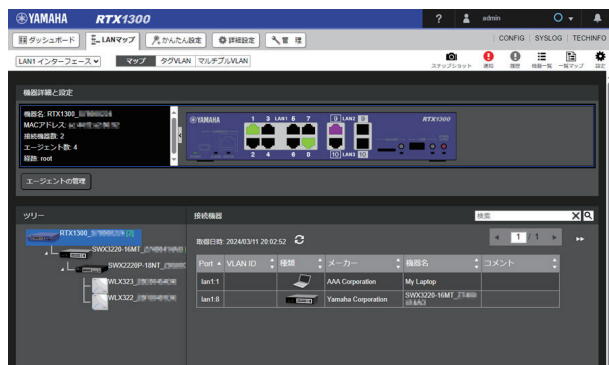 YAMAHA RTX1300
? admin
ダッシュボード LANマップ かんたん設定 詳細設定 管 理 CONFIG SYSLOG TECHINFO
LAN1 インターフェース マップ タグVLAN マルチプルVLAN スナップショット 通知 履歴 機器一覧 一覧マップ 設定
機器詳細と設定
機器名: RTX1300_
MACアドレス:
接続機器数: 2
エージェント数: 4
経路: root
YAMAHA 1 3 LAN1 5 7 9 LAN2 RTX1300
2 4 6 8 10 LAN3
エージェントの管理
ツリー 接続機器 検索
RTX1300_ [2]
SWX3220-16MT_
SWX2220P-18NT_
WLX323_
WLX322_
取得日時: 2024/03/11 20:02:52 1 / 1
Port VLAN ID 種類 メーカー 機器名 コメント
lan1:1 AAA Corporation My Laptop
lan1:8 Yamaha Corporation SWX3220-16MT_